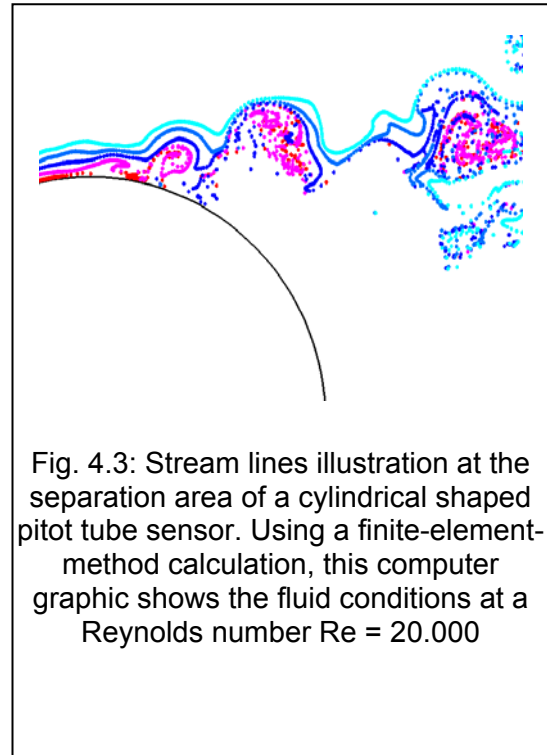 Fig. 4.3: Stream lines illustration at the
separation area of a cylindrical shaped
pitot tube sensor. Using a finite-element-
method calculation, this computer
graphic shows the fluid conditions at a
Reynolds number Re = 20.000